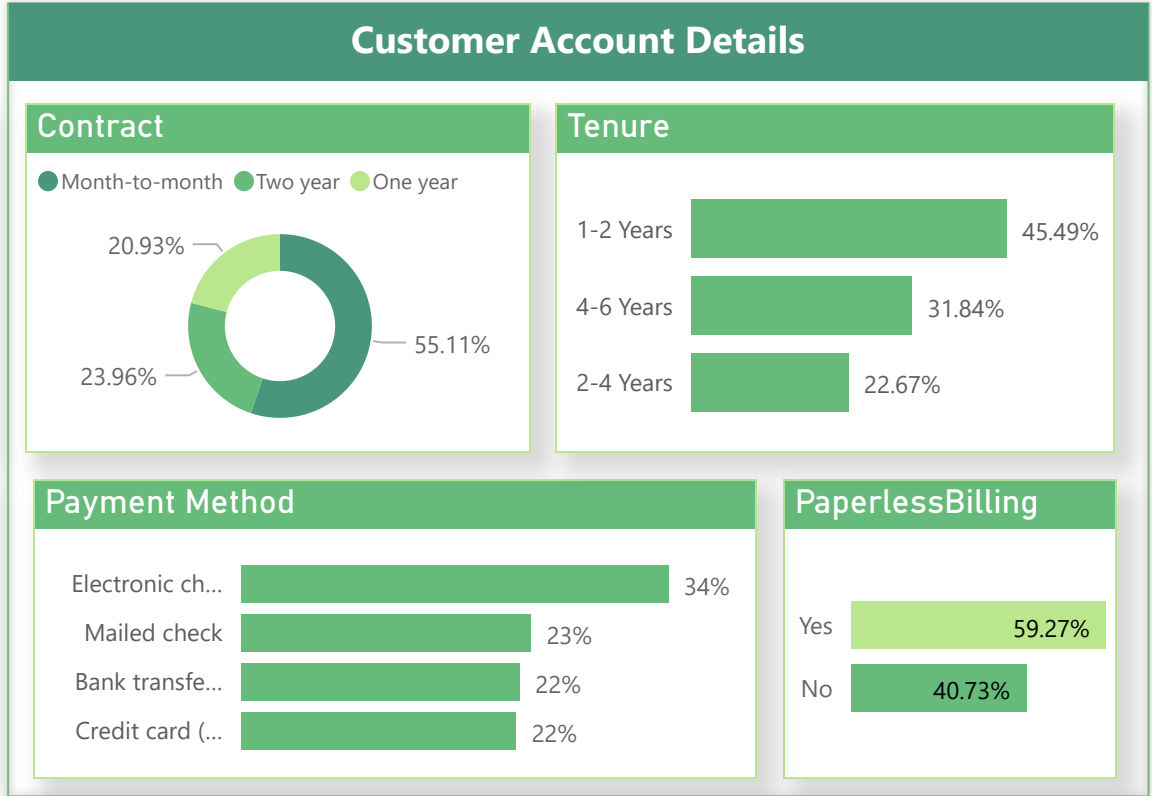 Customer Account Details
Contract
Month-to-month Two year One year
20.93%
55.11%
23.96%
Tenure
1-2 Years 45.49%
4-6 Years 31.84%
2-4 Years 22.67%
Payment Method
Electronic ch... 34%
Mailed check 23%
Bank transfe... 22%
Credit card (... 22%
PaperlessBilling
Yes 59.27%
No 40.73%